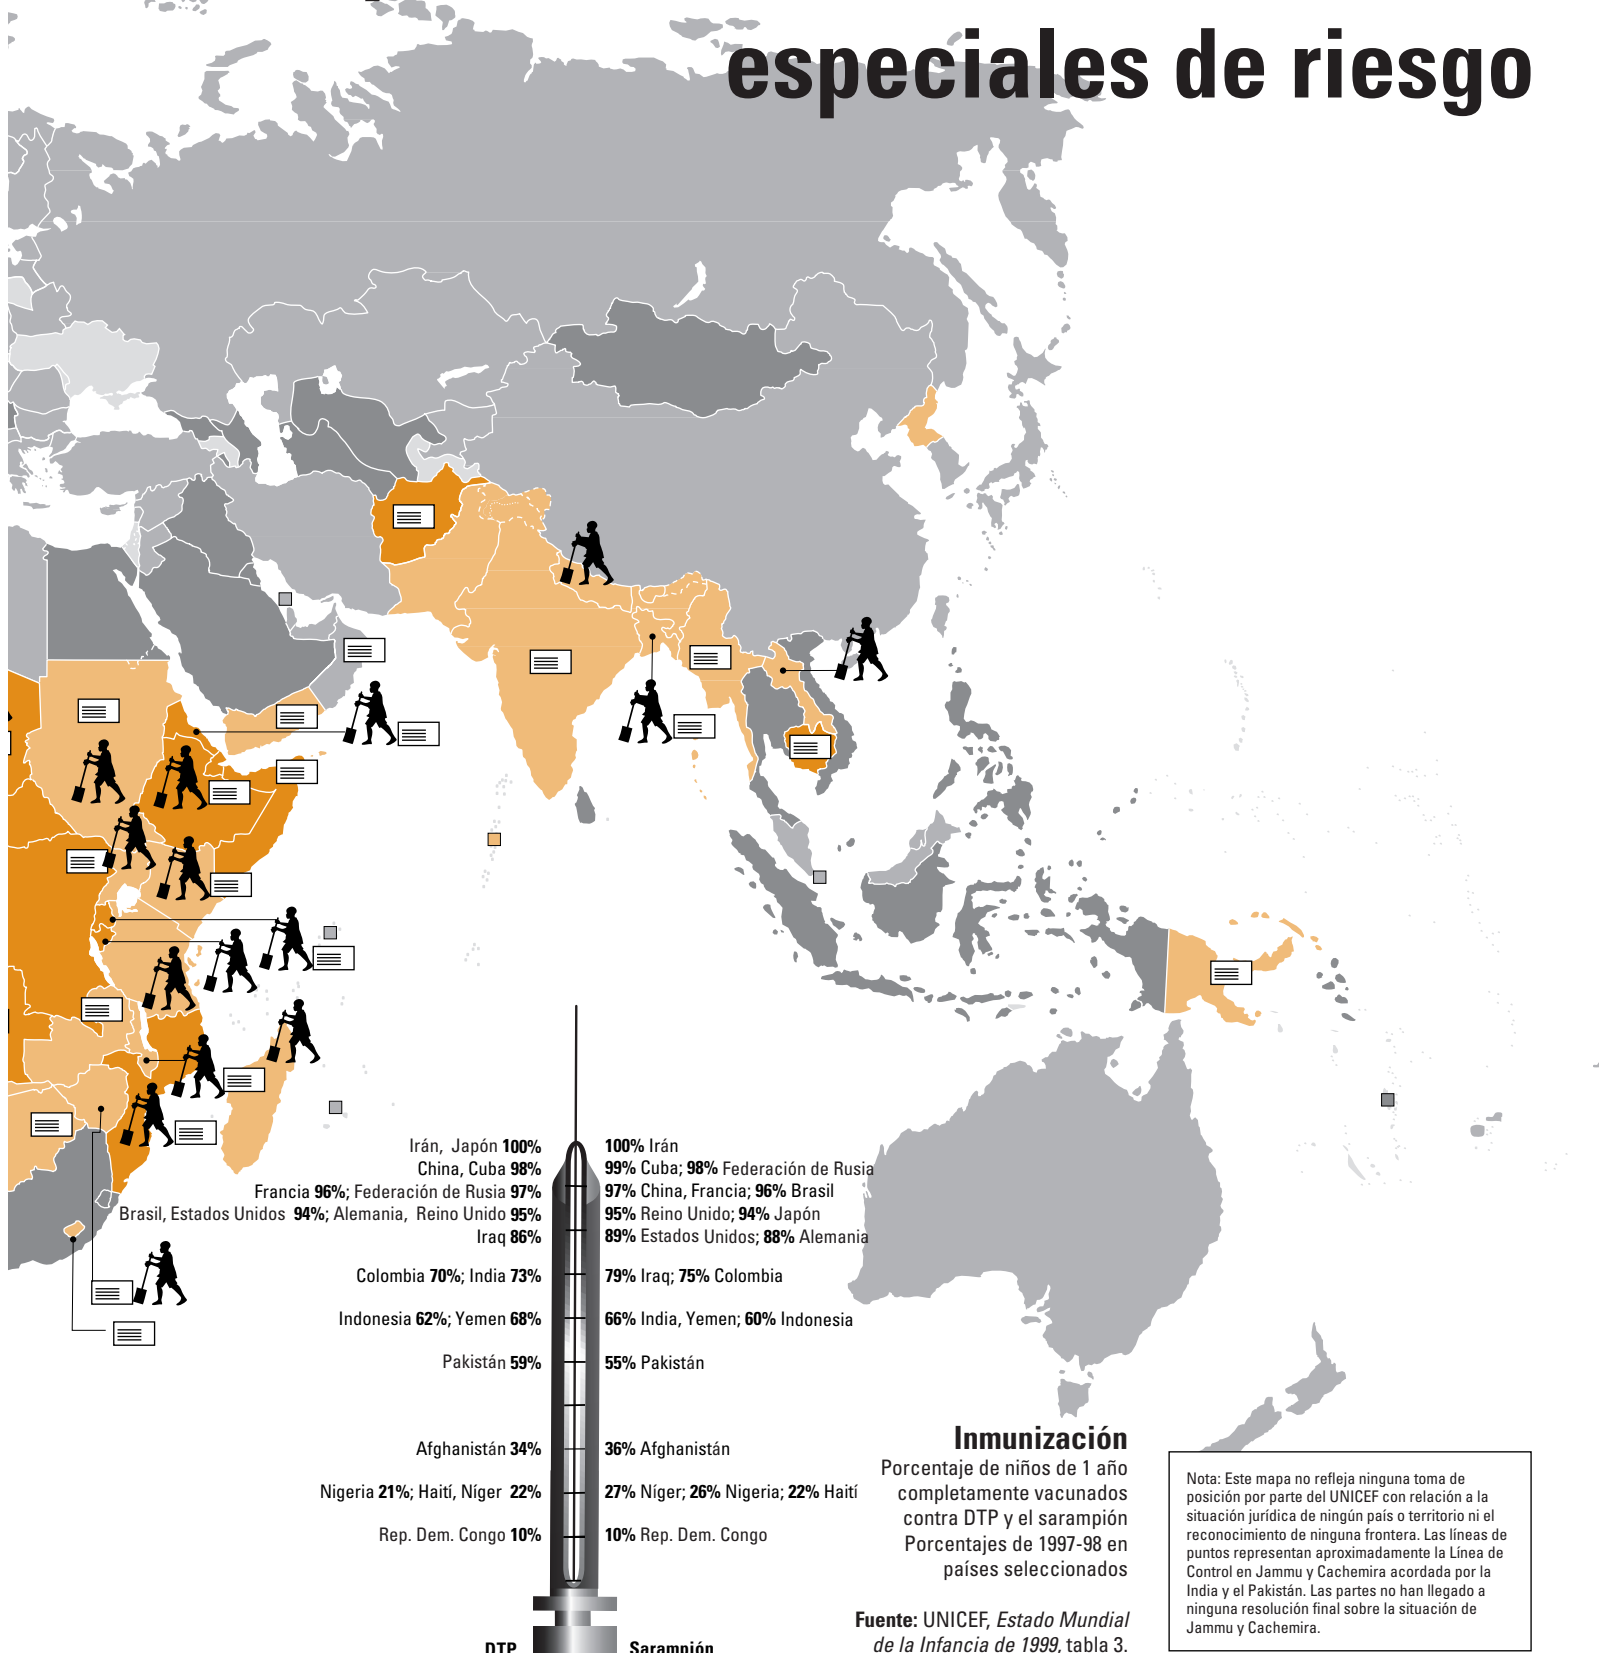 especiales de riesgo
Irán, Japón 100%
China, Cuba 98%
Francia 96%; Federación de Rusia 97%
Brasil, Estados Unidos 94%; Alemania, Reino Unido 95%
Iraq 86%
Colombia 70%; India 73%
Indonesia 62%; Yemen 68%
Pakistán 59%
Afghanistán 34%
Nigeria 21%; Haití, Níger 22%
Rep. Dem. Congo 10%
DTP
100% Irán
99% Cuba; 98% Federación de Rusia
97% China, Francia; 96% Brasil
95% Reino Unido; 94% Japón
89% Estados Unidos; 88% Alemania
79% Iraq; 75% Colombia
66% India, Yemen; 60% Indonesia
55% Pakistán
36% Afghanistán
27% Níger; 26% Nigeria; 22% Haití
10% Rep. Dem. Congo
Sarampión
Inmunización
Porcentaje de niños de 1 año
completamente vacunados
contra DTP y el sarampión
Porcentajes de 1997-98 en
países seleccionados
Fuente: UNICEF, Estado Mundial
de la Infancia de 1999, tabla 3.
Nota: Este mapa no refleja ninguna toma de
posición por parte del UNICEF con relación a la
situación jurídica de ningún país o territorio ni el
reconocimiento de ninguna frontera. Las líneas de
puntos representan aproximadamente la Línea de
Control en Jammu y Cachemira acordada por la
India y el Pakistán. Las partes no han llegado a
ninguna resolución final sobre la situación de
Jammu y Cachemira.